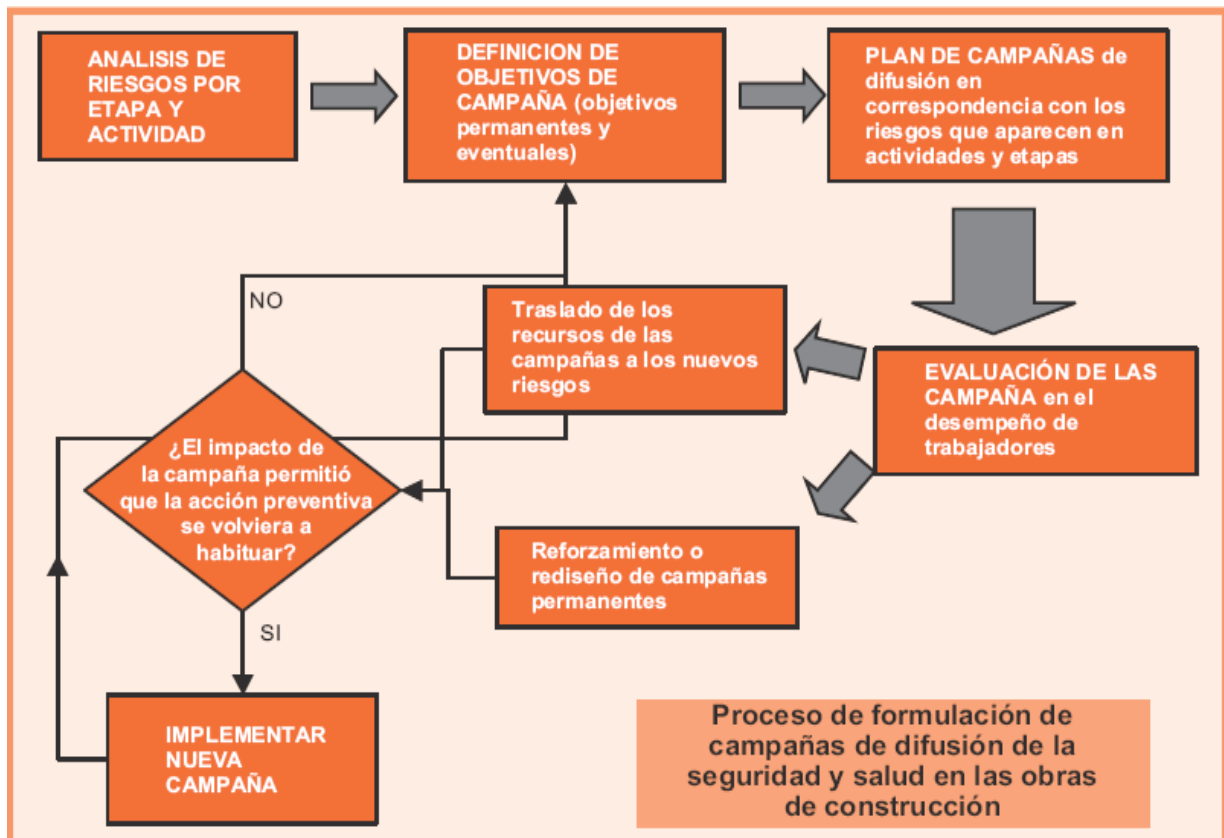 ANALISIS DE
RIESGOS POR
ETAPA Y
ACTIVIDAD
DEFINICION DE
OBJETIVOS DE
CAMPAÑA (objetivos
permanentes y
eventuales)
PLAN DE CAMPAÑAS de
difusión en
correspondencia con los
riesgos que aparecen en
actividades y etapas
EVALUACIÓN DE LAS
CAMPAÑA en el
desempeño de
trabajadores
Traslado de los
recursos de las
campañas a los nuevos
riesgos
Reforzamiento o
rediseño de campañas
permanentes
NO
¿El impacto de
la campaña permitió
que la acción preventiva
se volviera a
habituar?
SI
IMPLEMENTAR
NUEVA
CAMPAÑA
Proceso de formulación de
campañas de difusión de la
seguridad y salud en las obras
de construcción